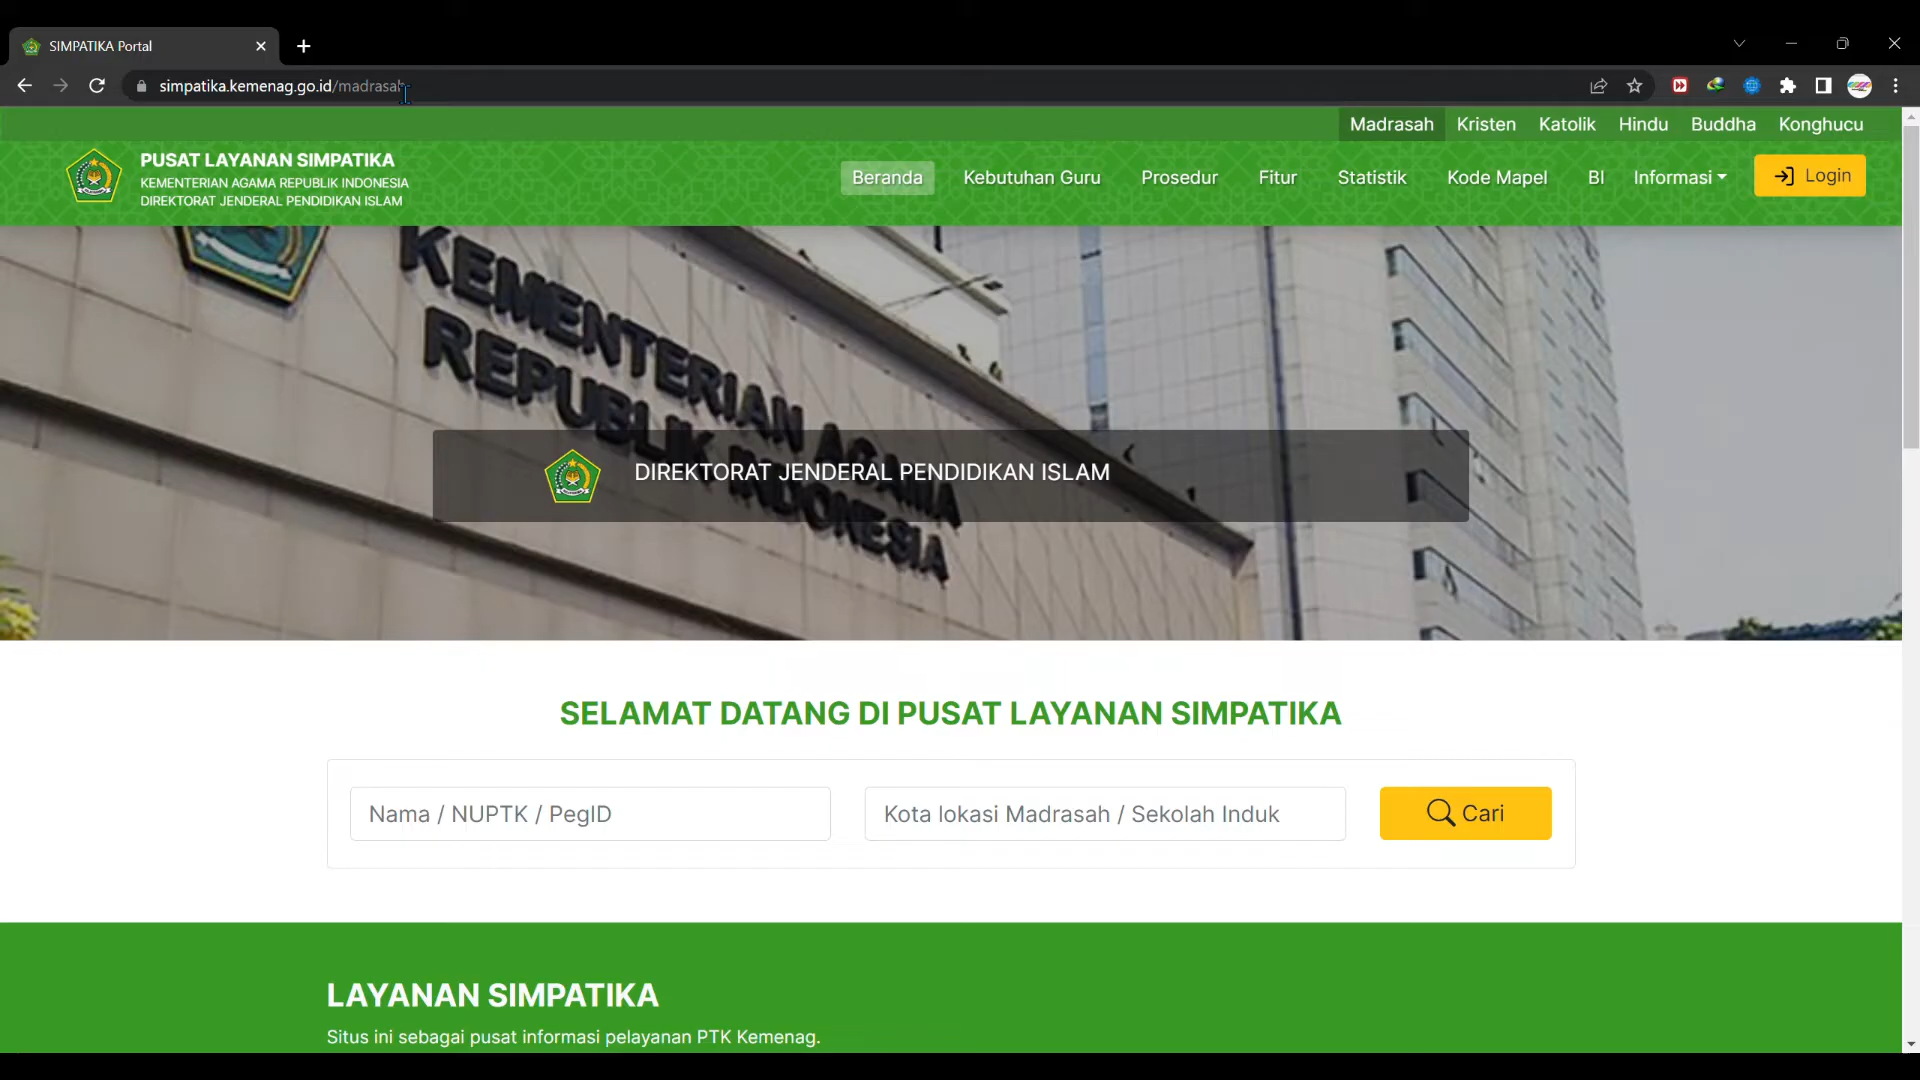 SIMPATIKA Portal
simpatika.kemenag.go.id/madrasah
Madrasah Kristen Katolik Hindu Buddha Konghucu
PUSAT LAYANAN SIMPATIKA
KEMENTERIAN AGAMA REPUBLIK INDONESIA
DIREKTORAT JENDERAL PENDIDIKAN ISLAM
Beranda Kebutuhan Guru Prosedur Fitur Statistik Kode Mapel BI Informasi Login
KEMENTERIAN AGAMA
REPUBLIK INDONESIA
DIREKTORAT JENDERAL PENDIDIKAN ISLAM
SELAMAT DATANG DI PUSAT LAYANAN SIMPATIKA
Nama / NUPTK / PegID Kota lokasi Madrasah / Sekolah Induk Cari
LAYANAN SIMPATIKA
Situs ini sebagai pusat informasi pelayanan PTK Kemenag.